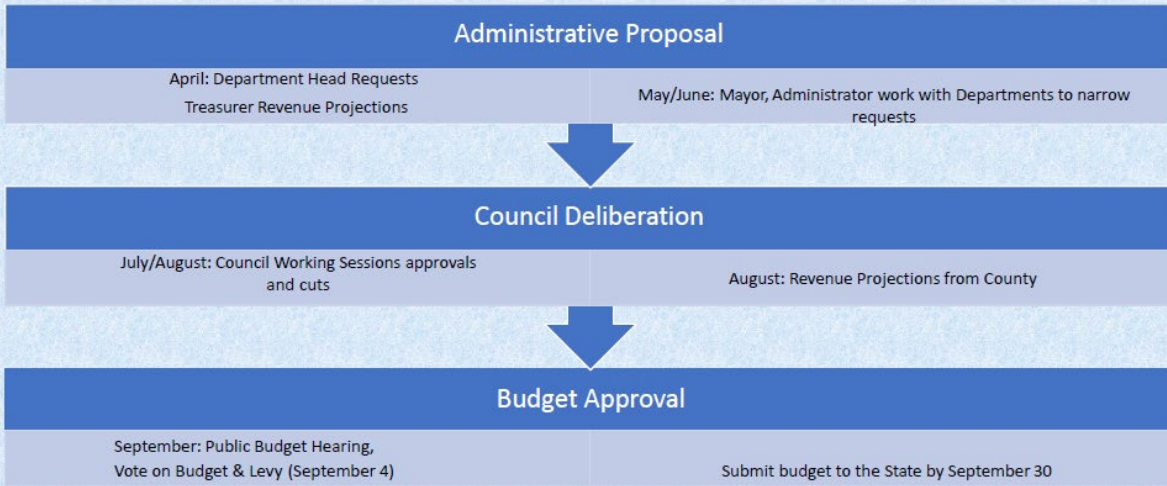 Administrative Proposal
April: Department Head Requests
Treasurer Revenue Projections
May/June: Mayor, Administrator work with Departments to narrow
requests
Council Deliberation
July/August: Council Working Sessions approvals
and cuts
August: Revenue Projections from County
Budget Approval
September: Public Budget Hearing,
Vote on Budget & Levy (September 4)
Submit budget to the State by September 30